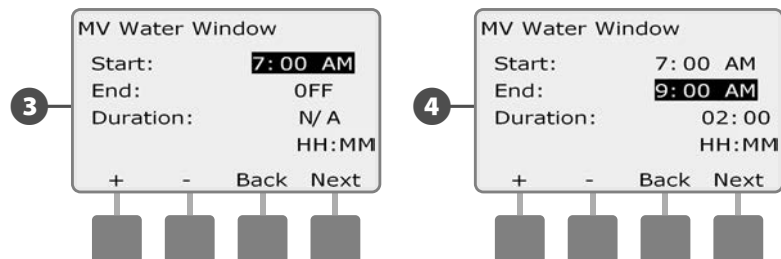 3
MV Water Window
Start: 7:00 AM
End: 0FF
Duration: N/A
HH:MM
+ - Back Next
4
MV Water Window
Start: 7:00 AM
End: 9:00 AM
Duration: 02:00
HH:MM
+ - Back Next